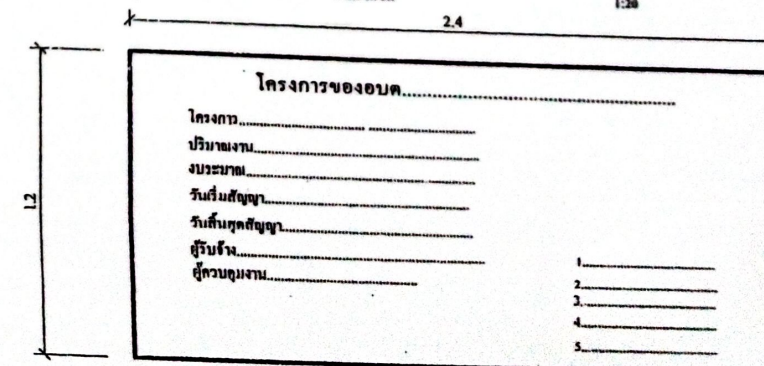 1:20
2.4
1.2
โครงการของอบต........................................................
โครงการ..........................................................
ปริมาณงาน.......................................................
งบประมาณ.......................................................
วันเริ่มสัญญา..................................................
วันสิ้นสุดสัญญา..............................................
ผู้รับจ้าง............................................................
ผู้ควบคุมงาน....................................
1................................
2................................
3................................
4................................
5................................